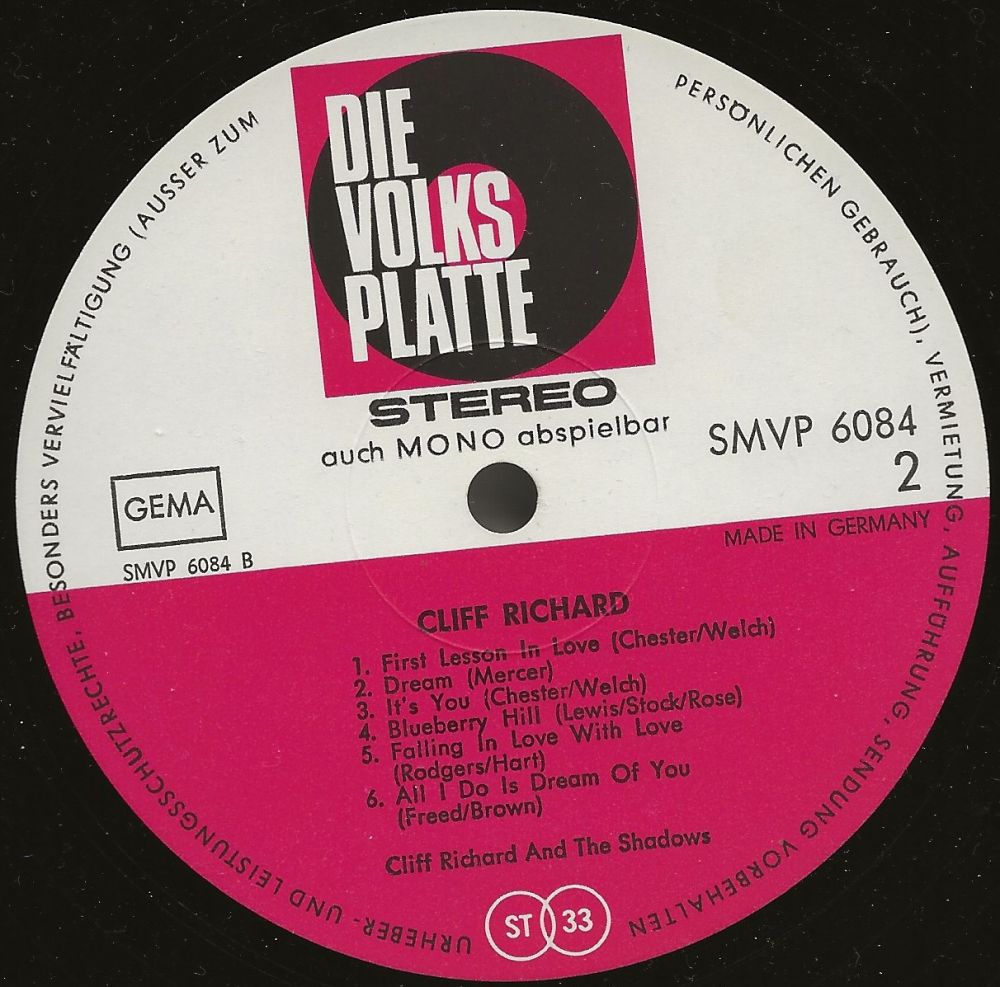 DIE
VOLKS
PLATTE
STEREO
auch MONO abspielbar
SMVP 6084
2
GEMA
SMVP 6084 B
MADE IN GERMANY
CLIFF RICHARD
1. First Lesson In Love (Chester/Welch)
2. Dream (Mercer)
3. It's You (Chester/Welch)
4. Blueberry Hill (Lewis/Stock/Rose)
5. Falling In Love With Love
(Rodgers/Hart)
6. All I Do Is Dream Of You
(Freed/Brown)
Cliff Richard And The Shadows
ST 33
URHEBER- UND LEISTUNGSSCHUTZRECHTE, BESONDERS VERVIELFÄLTIGUNG (AUSSER ZUM PERSÖNLICHEN GEBRAUCH), VERMIETUNG, AUFFÜHRUNG, SENDUNG VORBEHALTEN